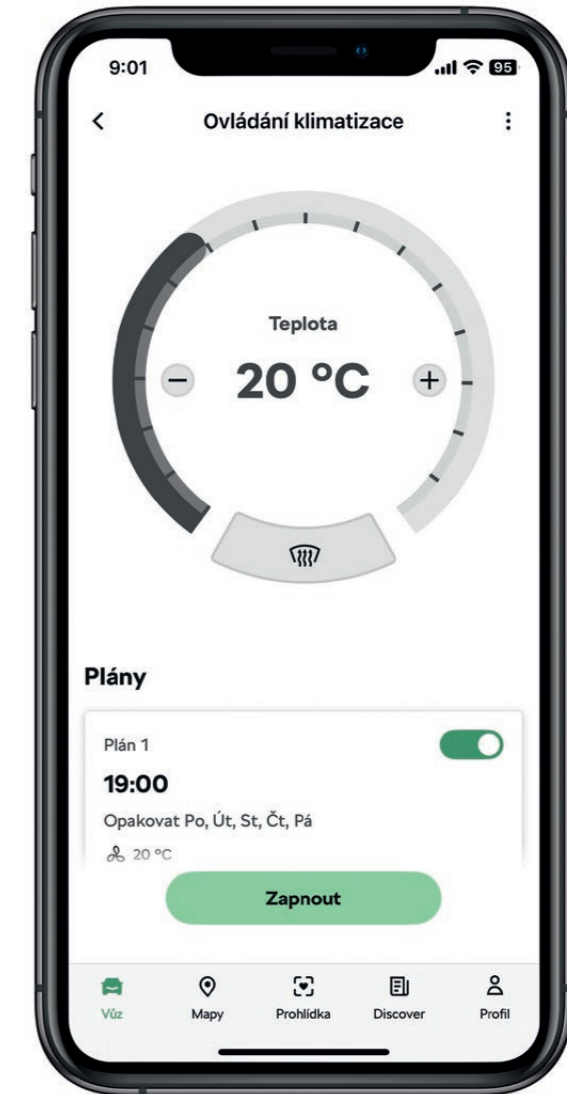 9:01
95
Ovládání klimatizace
Teplota
20 °C
Plány
Plán 1
19:00
Opakovat Po, Út, St, Čt, Pá
20 °C
Zapnout
Vůz
Mapy
Prohlídka
Discover
Profil